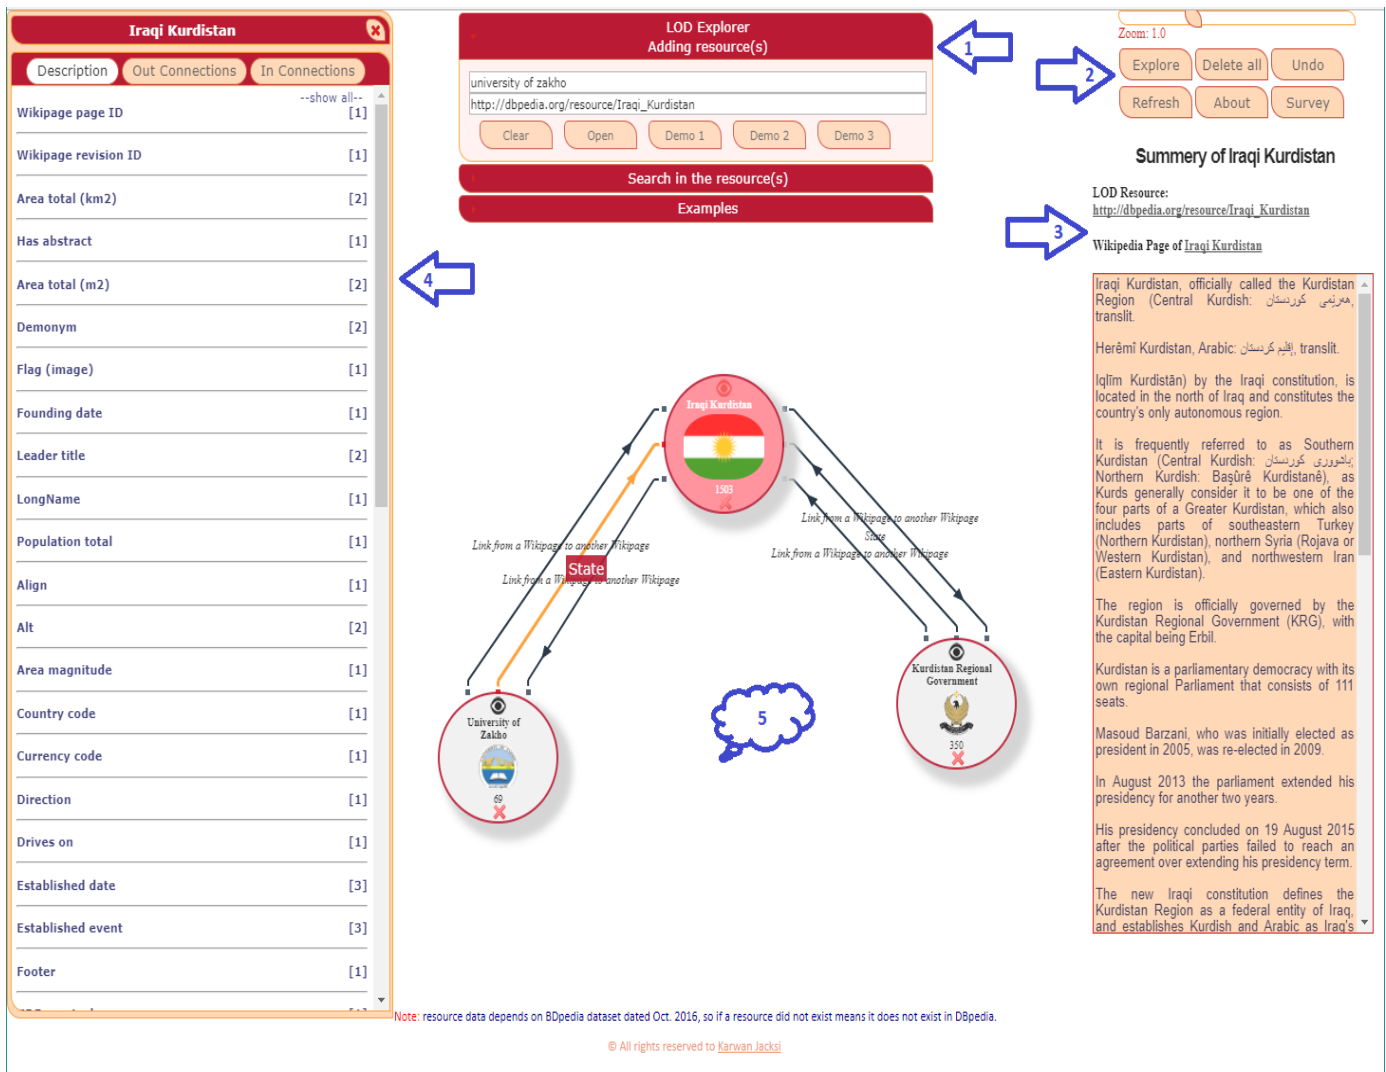 Iraqi Kurdistan
Description
Out Connections
In Connections
--show all--
Wikipage page ID [1]
Wikipage revision ID [1]
Area total (km2) [2]
Has abstract [1]
Area total (m2) [2]
Demonym [2]
Flag (image) [1]
Founding date [1]
Leader title [2]
LongName [1]
Population total [1]
Align [1]
Alt [2]
Area magnitude [1]
Country code [1]
Currency code [1]
Direction [1]
Drives on [1]
Established date [3]
Established event [3]
Footer [1]
4
LOD Explorer
Adding resource(s)
university of zakho
http://dbpedia.org/resource/Iraqi_Kurdistan
Clear
Open
Demo 1
Demo 2
Demo 3
Search in the resource(s)
Examples
1
2
3
Zoom: 1.0
Explore
Delete all
Undo
Refresh
About
Survey
Summery of Iraqi Kurdistan
LOD Resource:
http://dbpedia.org/resource/Iraqi_Kurdistan
Wikipedia Page of Iraqi Kurdistan
Iraqi Kurdistan, officially called the Kurdistan
Region (Central Kurdish: هەرێمی کوردستان,
translit.
Herêmî Kurdistan, Arabic: إقليم كردستان, translit.
Iqlīm Kurdistān) by the Iraqi constitution, is
located in the north of Iraq and constitutes the
country's only autonomous region.
It is frequently referred to as Southern
Kurdistan (Central Kurdish: باشووری کوردستان;
Northern Kurdish: Başûrê Kurdistanê), as
Kurds generally consider it to be one of the
four parts of a Greater Kurdistan, which also
includes parts of southeastern Turkey
(Northern Kurdistan), northern Syria (Rojava or
Western Kurdistan), and northwestern Iran
(Eastern Kurdistan).
The region is officially governed by the
Kurdistan Regional Government (KRG), with
the capital being Erbil.
Kurdistan is a parliamentary democracy with its
own regional Parliament that consists of 111
seats.
Masoud Barzani, who was initially elected as
president in 2005, was re-elected in 2009.
In August 2013 the parliament extended his
presidency for another two years.
His presidency concluded on 19 August 2015
after the political parties failed to reach an
agreement over extending his presidency term.
The new Iraqi constitution defines the
Kurdistan Region as a federal entity of Iraq,
and establishes Kurdish and Arabic as Iraq's
Iraqi Kurdistan
1503
Link from a Wikipage to another Wikipage
State
Link from a Wikipage to another Wikipage
Link from a Wikipage to another Wikipage
State
Link from a Wikipage to another Wikipage
University of
Zakho
69
5
Kurdistan Regional
Government
350
Note: resource data depends on BDpedia dataset dated Oct. 2016, so if a resource did not exist means it does not exist in DBpedia.
© All rights reserved to Karwan Jacksi